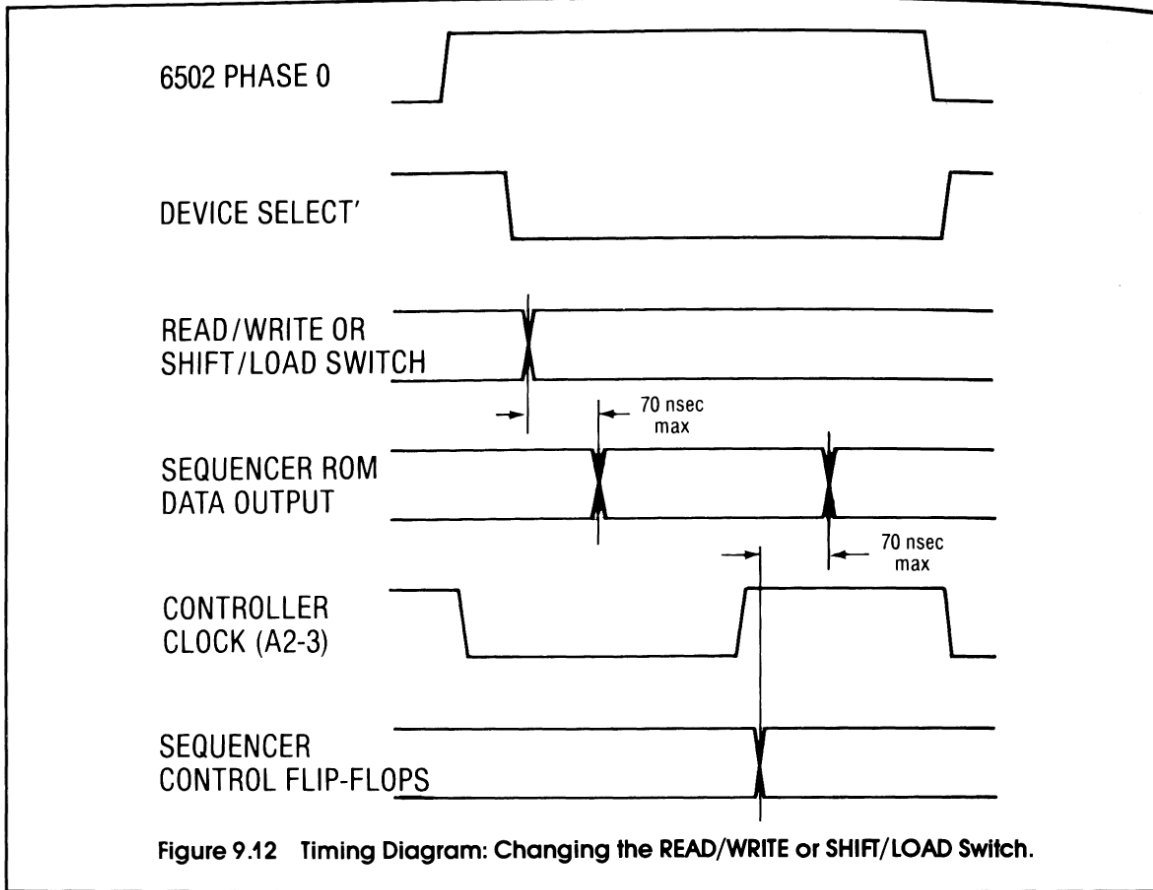 6502 PHASE 0
DEVICE SELECT'
READ/WRITE OR
SHIFT/LOAD SWITCH
70 nsec
max
SEQUENCER ROM
DATA OUTPUT
70 nsec
max
CONTROLLER
CLOCK (A2-3)
SEQUENCER
CONTROL FLIP-FLOPS
Figure 9.12 Timing Diagram: Changing the READ/WRITE or SHIFT/LOAD Switch.